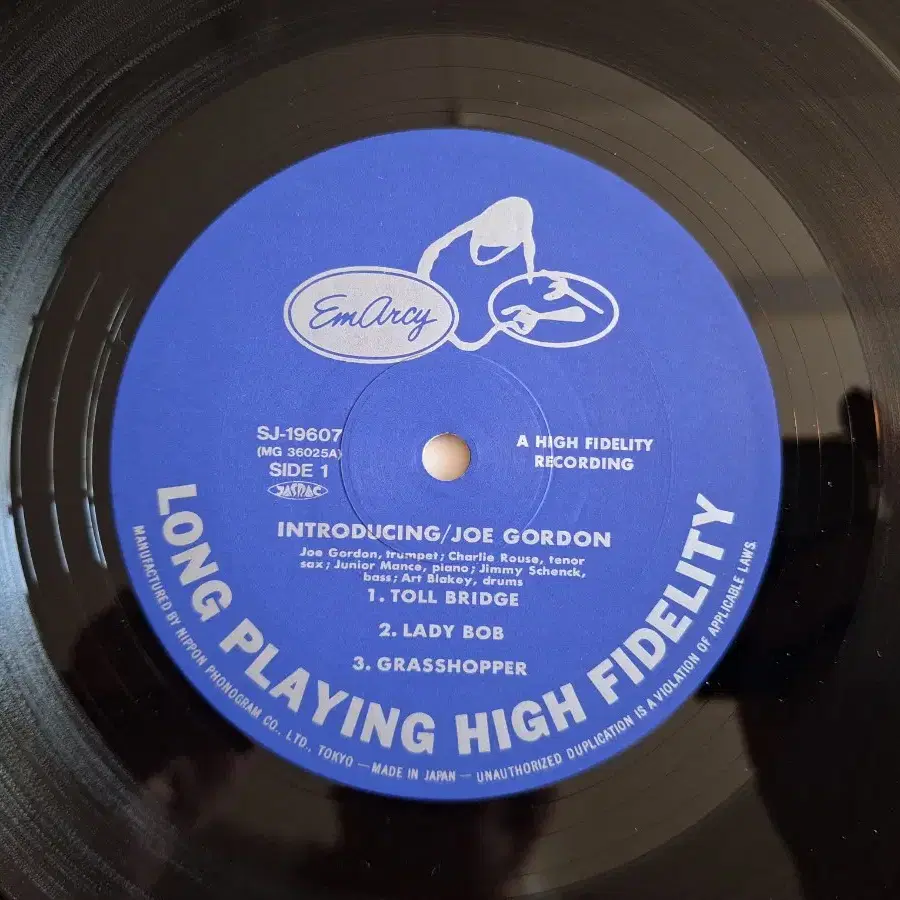 EmArcy
SJ-19607
(MG 36025A)
SIDE 1
JASRAC
A HIGH FIDELITY
RECORDING
INTRODUCING/JOE GORDON
Joe Gordon, trumpet; Charlie Rouse, tenor
sax; Junior Mance, piano; Jimmy Schenck,
bass; Art Blakey, drums
1. TOLL BRIDGE
2. LADY BOB
3. GRASSHOPPER
LONG PLAYING HIGH FIDELITY
MANUFACTURED BY NIPPON PHONOGRAM CO., LTD., TOKYO — MADE IN JAPAN — UNAUTHORIZED DUPLICATION IS A VIOLATION OF APPLICABLE LAWS.